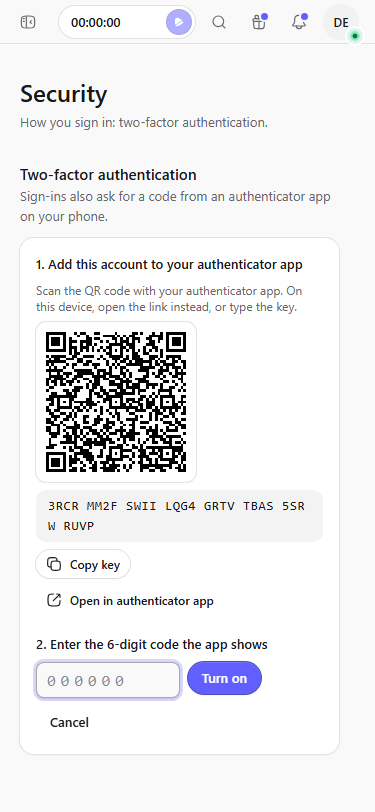 00:00:00
DE
Security
How you sign in: two-factor authentication.
Two-factor authentication
Sign-ins also ask for a code from an authenticator app
on your phone.
1. Add this account to your authenticator app
Scan the QR code with your authenticator app. On
this device, open the link instead, or type the key.
3RCR MM2F SWII LQG4 GRTV TBAS 5SR
W RUVP
Copy key
Open in authenticator app
2. Enter the 6-digit code the app shows
000000
Turn on
Cancel